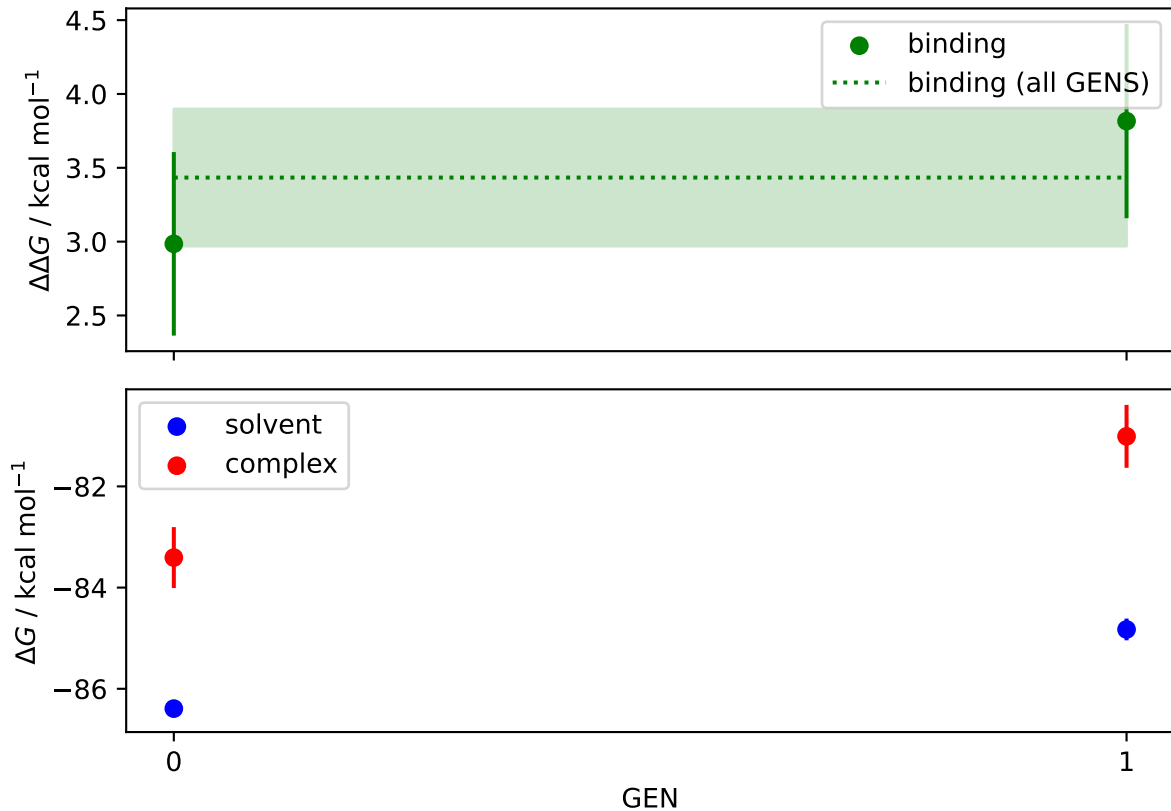 4.5
4.0
3.5
3.0
2.5
ΔΔG / kcal mol⁻¹
binding
binding (all GENS)
solvent
complex
−82
−84
−86
ΔG / kcal mol⁻¹
0
1
GEN